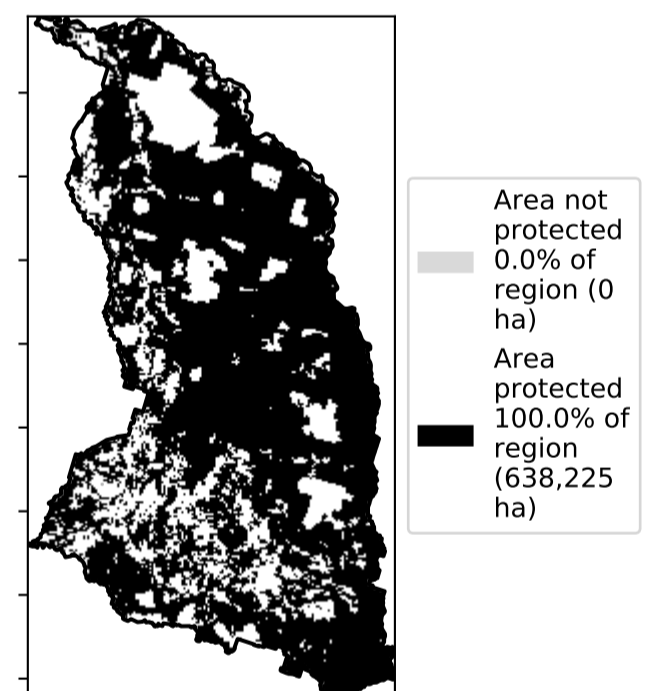 Area not
protected
0.0% of
region (0
ha)
Area
protected
100.0% of
region
(638,225
ha)